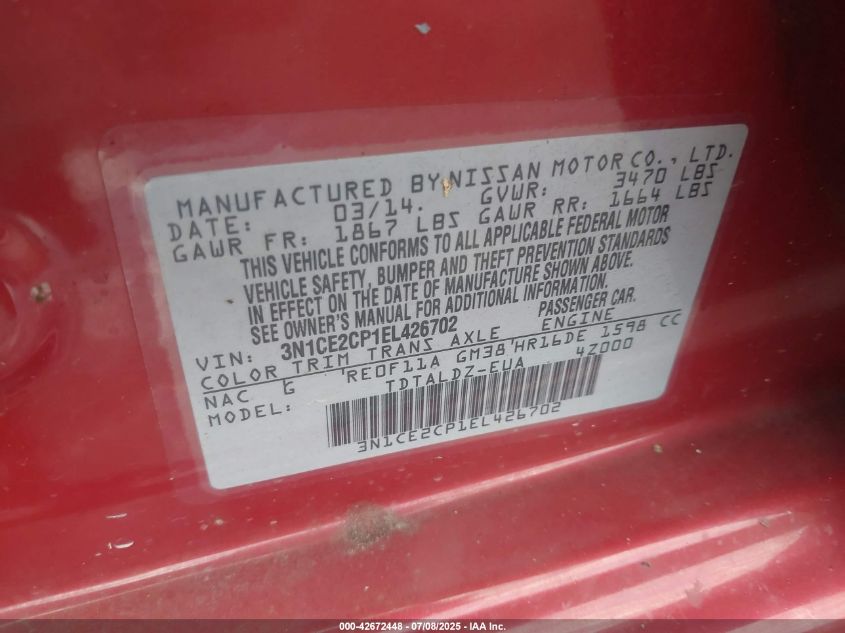 MANUFACTURED BY NISSAN MOTOR CO., LTD.
DATE: 03/14. GVWR: 3470 LBS
GAWR FR: 1867 LBS GAWR RR: 1664 LBS
THIS VEHICLE CONFORMS TO ALL APPLICABLE FEDERAL MOTOR
VEHICLE SAFETY, BUMPER AND THEFT PREVENTION STANDARDS
IN EFFECT ON THE DATE OF MANUFACTURE SHOWN ABOVE.
SEE OWNER'S MANUAL FOR ADDITIONAL INFORMATION.
VIN: 3N1CE2CP1EL426702 PASSENGER CAR.
COLOR TRIM TRANS AXLE ENGINE
NAC G RE0F11A GM38 HR16DE 1598 CC
MODEL: TDTALDZ-EUA 4Z000
3N1CE2CP1EL426702
000-42672448 - 07/08/2025 - IAA Inc.